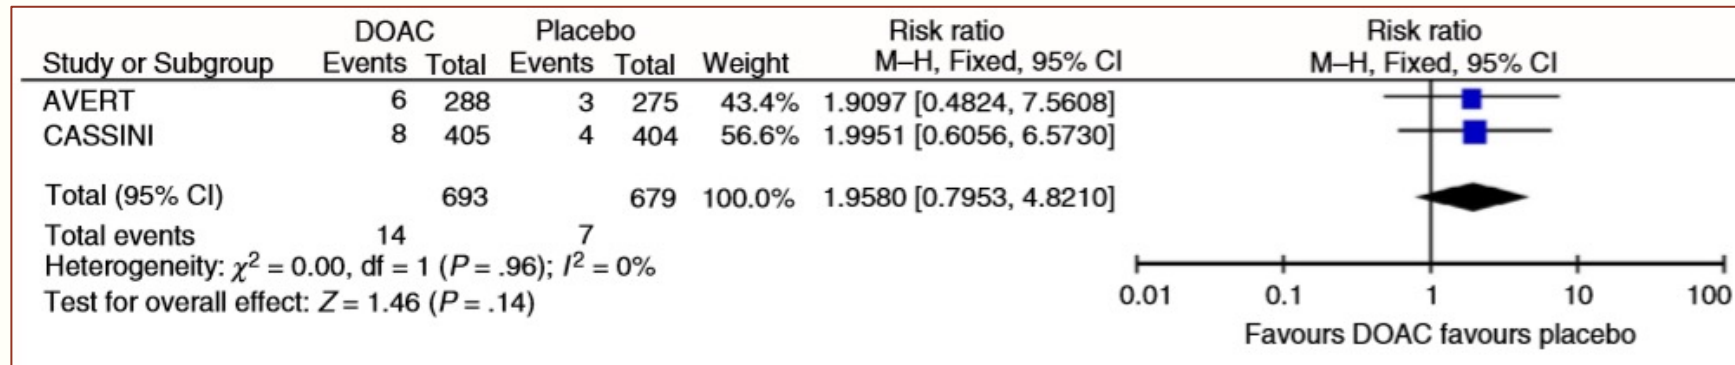 DOAC Placebo Risk ratio Risk ratio
Study or Subgroup Events Total Events Total Weight M–H, Fixed, 95% CI M–H, Fixed, 95% CI
AVERT 6 288 3 275 43.4% 1.9097 [0.4824, 7.5608]
CASSINI 8 405 4 404 56.6% 1.9951 [0.6056, 6.5730]
Total (95% CI) 693 679 100.0% 1.9580 [0.7953, 4.8210]
Total events 14 7
Heterogeneity: χ² = 0.00, df = 1 (P = .96); I² = 0%
Test for overall effect: Z = 1.46 (P = .14)
0.01 0.1 1 10 100
Favours DOAC favours placebo